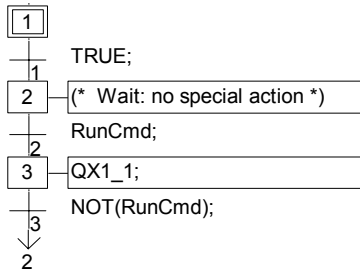 1
TRUE;
1
2
(* Wait: no special action *)
RunCmd;
2
3
QX1_1;
NOT(RunCmd);
3
2